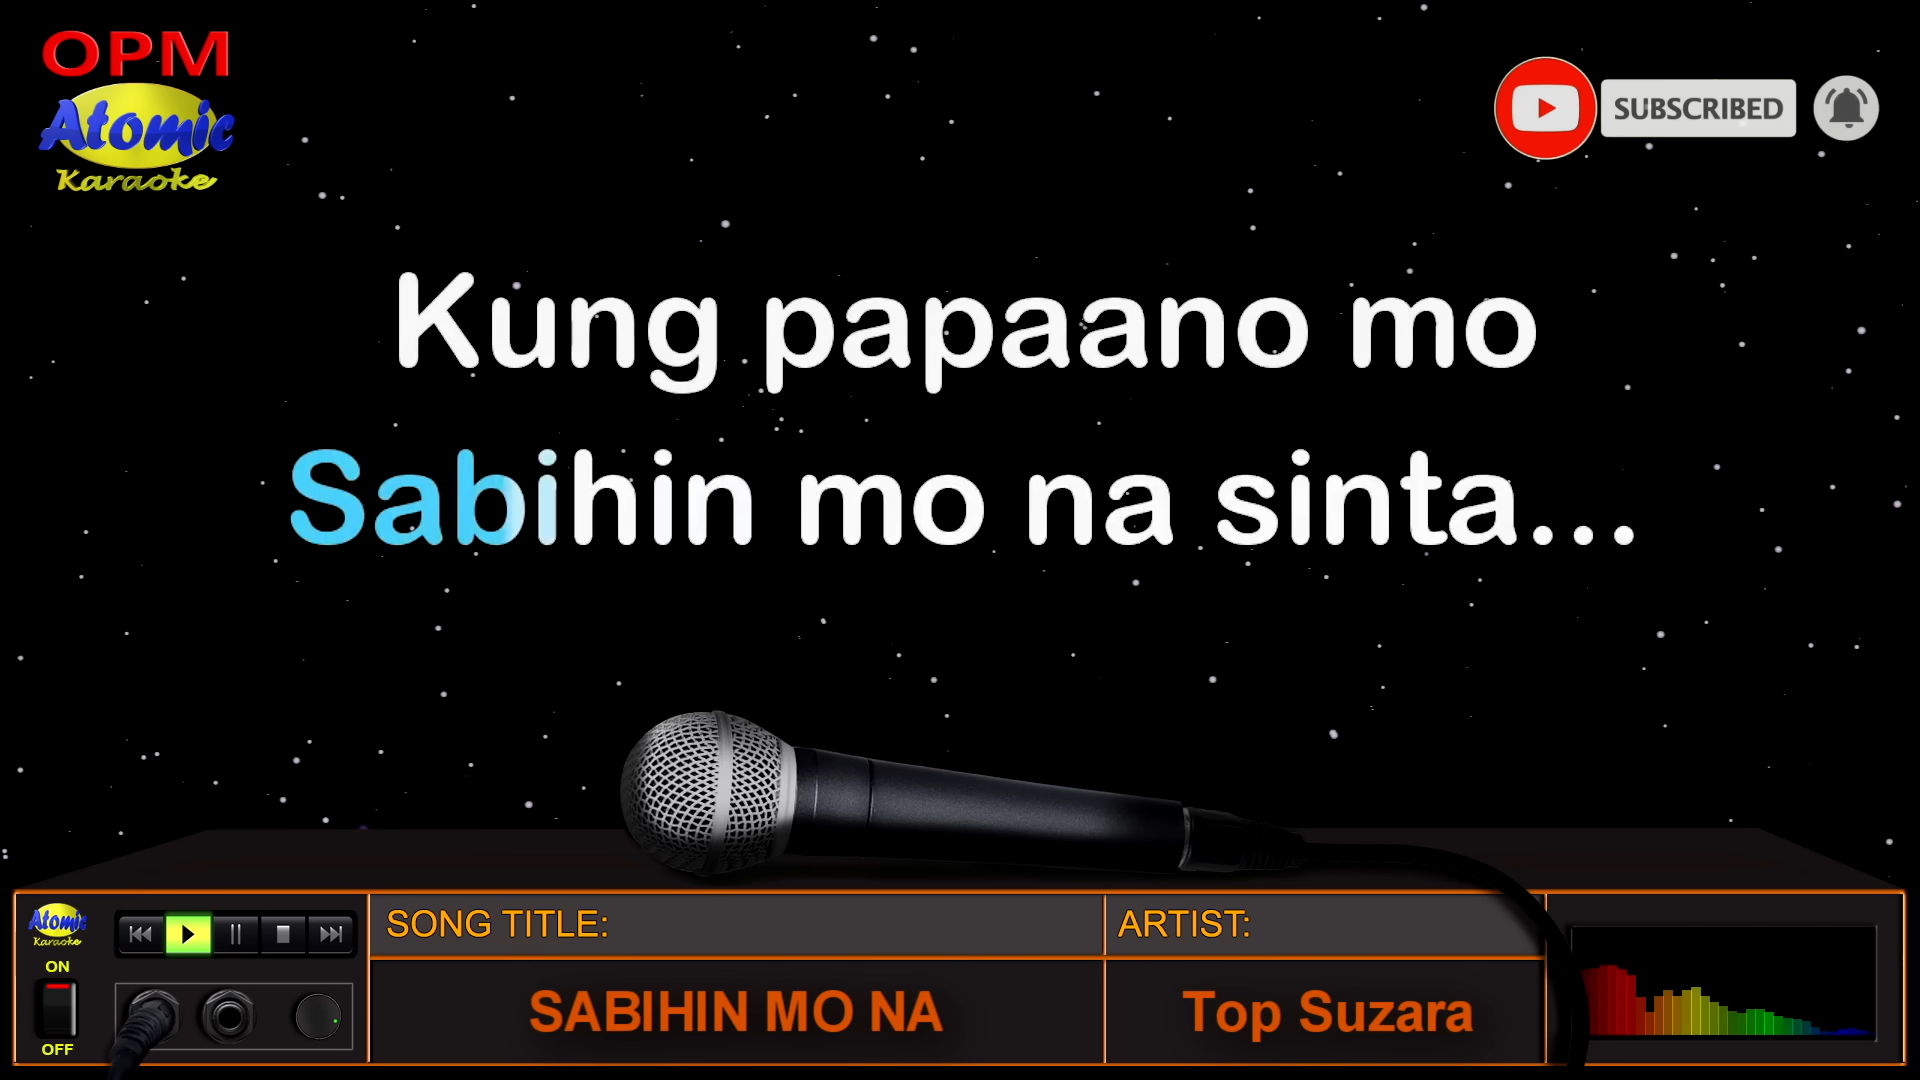 OPM
Atomic
Karaoke
SUBSCRIBED
Kung papaano mo
Sabihin mo na sinta...
Atomic
Karaoke
ON
OFF
SONG TITLE:
SABIHIN MO NA
ARTIST:
Top Suzara